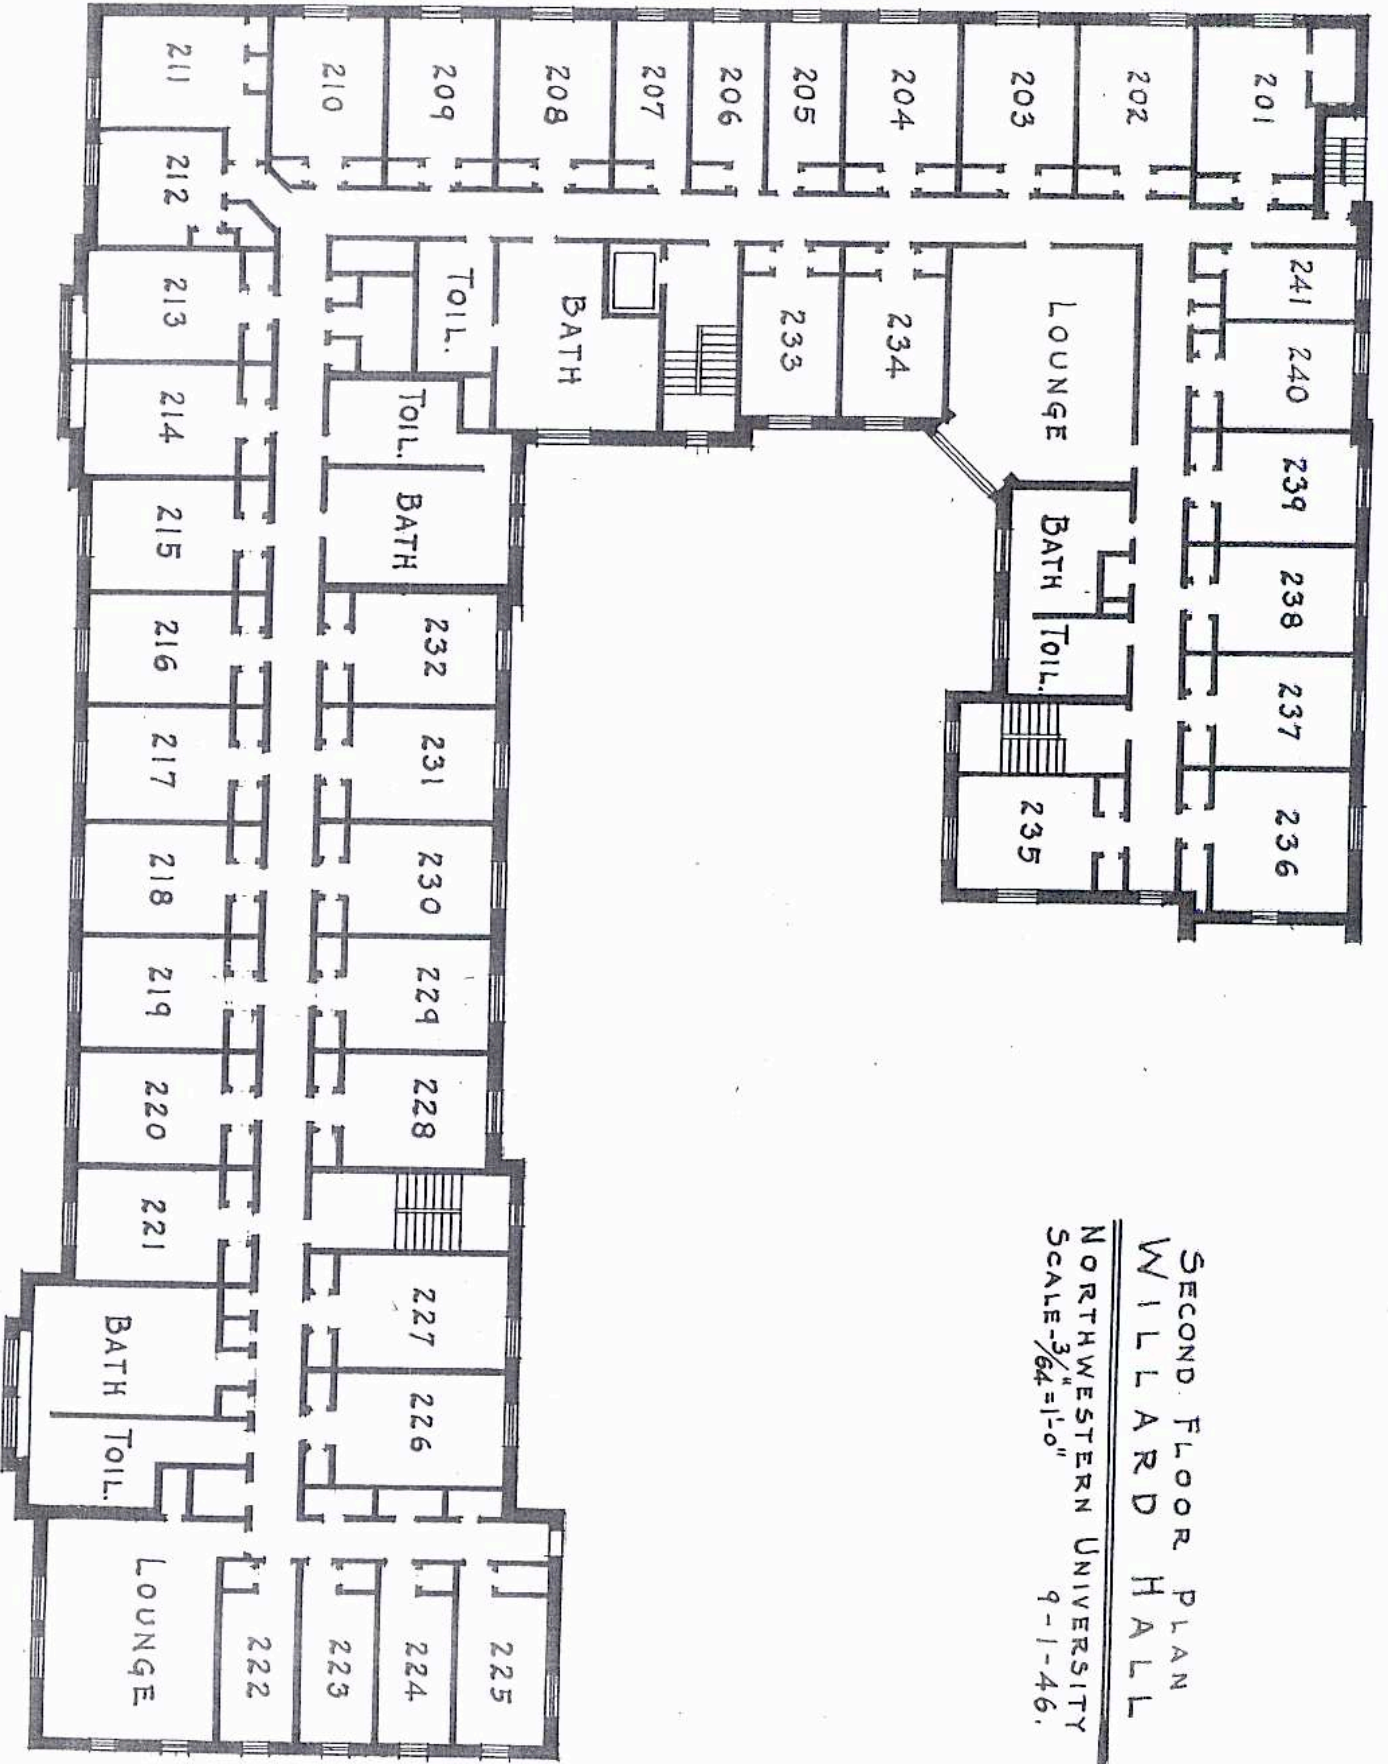 SECOND FLOOR PLAN
WILLARD HALL
NORTHWESTERN UNIVERSITY
SCALE-3/64"=1'-0" 9-1-46.
201
202
203
204
205
206
207
208
209
210
211
212
213
214
215
216
217
218
219
220
221
BATH
TOIL.
LOUNGE
222
223
224
225
226
227
228
229
230
231
232
BATH
TOIL.
TOIL.
BATH
233
234
LOUNGE
BATH
TOIL.
235
236
237
238
239
240
241